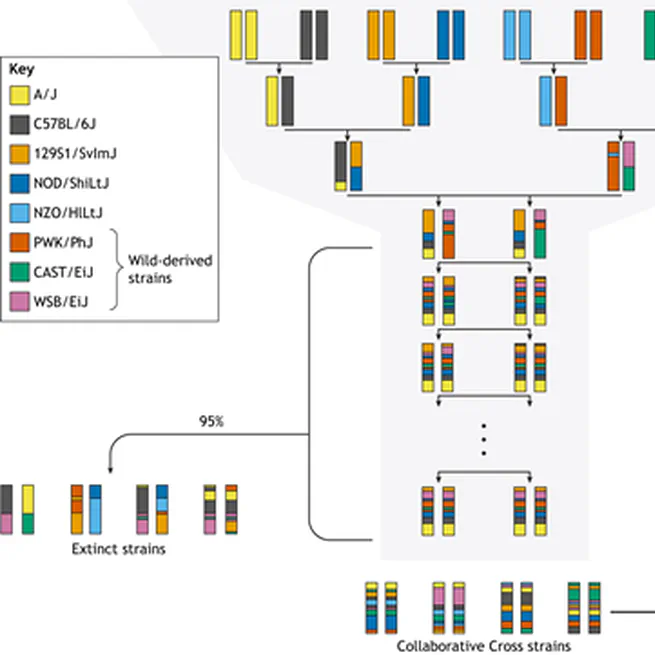 Key
A/J
C57BL/6J
129S1/SvImJ
NOD/ShiLtJ
NZO/HILtJ
PWK/PhJ
CAST/EiJ
WSB/EiJ
Wild-derived
strains
95%
Extinct strains
Collaborative Cross strains